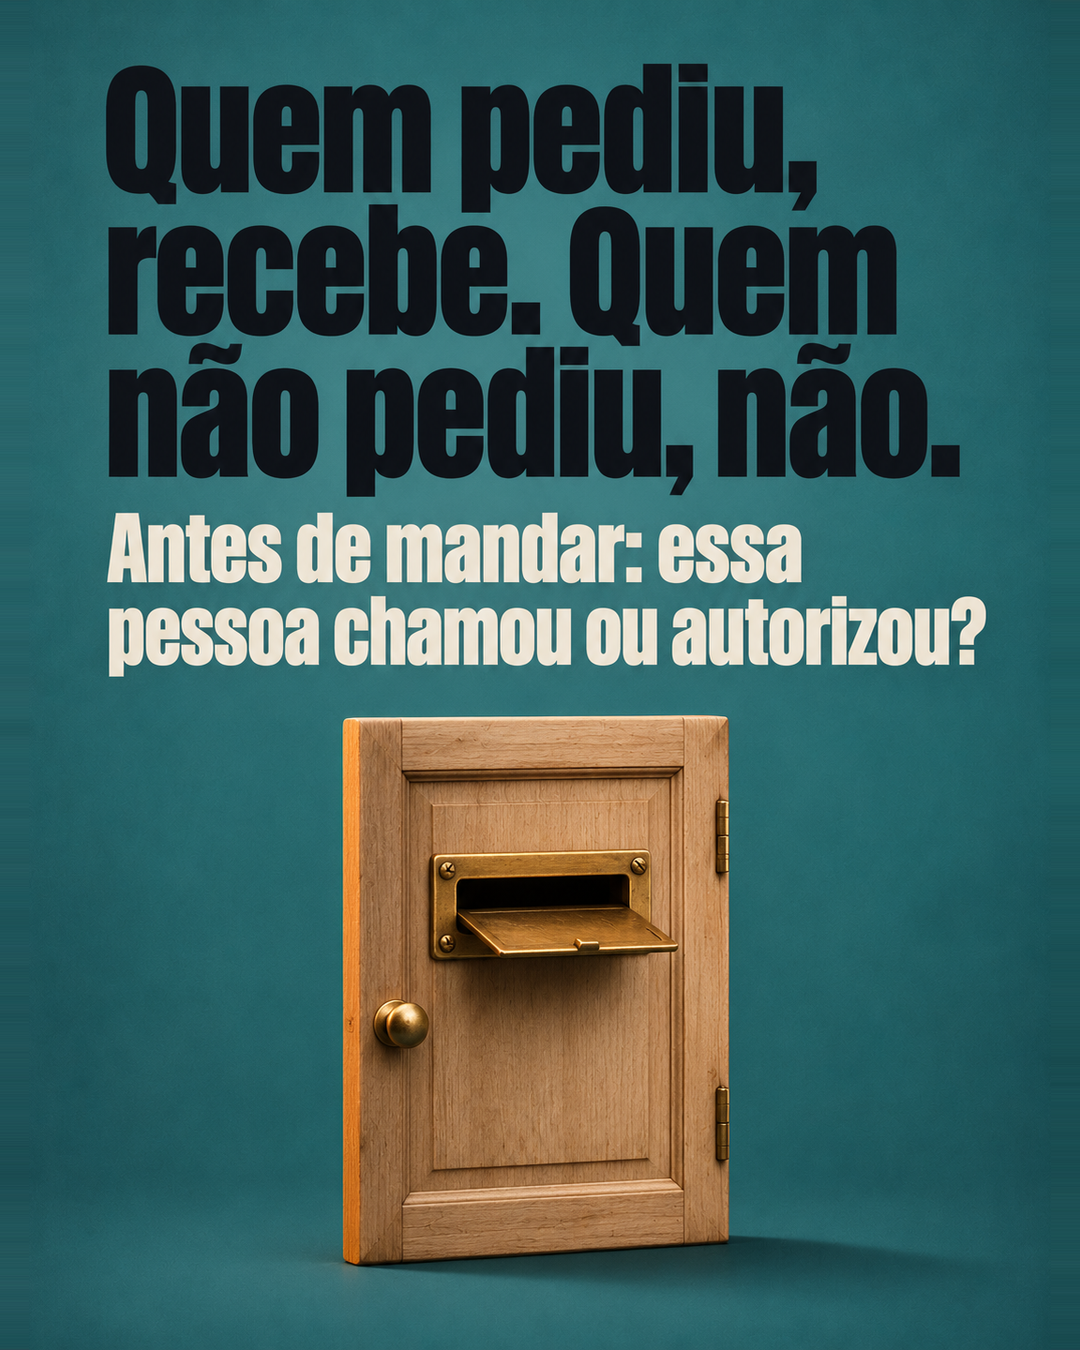 Quem pediu,
recebe. Quem
não pediu, não.
Antes de mandar: essa
pessoa chamou ou autorizou?